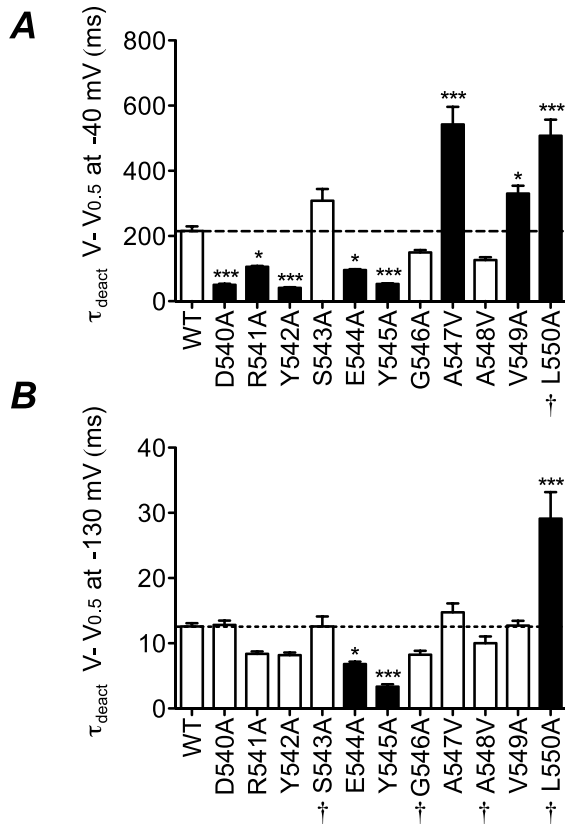 A
τdeact V- V0.5 at -40 mV (ms)
800
600
400
200
0
***
*
***
*
***
***
*
***
WT
D540A
R541A
Y542A
S543A
E544A
Y545A
G546A
A547V
A548V
V549A
† L550A
B
τdeact V- V0.5 at -130 mV (ms)
40
30
20
10
0
*
***
***
WT
D540A
R541A
Y542A
† S543A
E544A
Y545A
† G546A
A547V
† A548V
V549A
† L550A